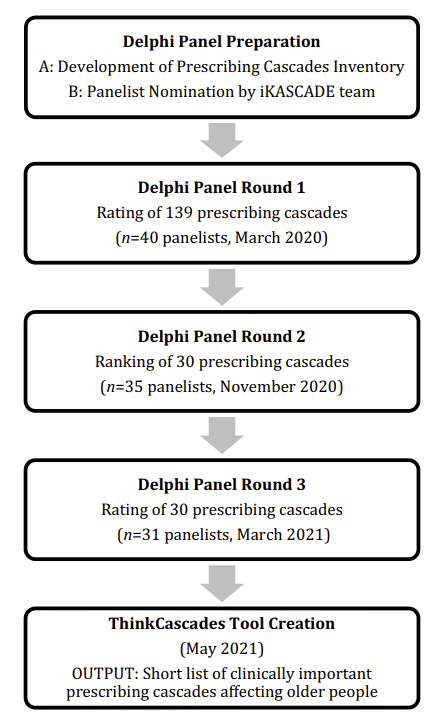 Delphi Panel Preparation
A: Development of Prescribing Cascades Inventory
B: Panelist Nomination by iKASCADE team
Delphi Panel Round 1
Rating of 139 prescribing cascades
(n=40 panelists, March 2020)
Delphi Panel Round 2
Ranking of 30 prescribing cascades
(n=35 panelists, November 2020)
Delphi Panel Round 3
Rating of 30 prescribing cascades
(n=31 panelists, March 2021)
ThinkCascades Tool Creation
(May 2021)
OUTPUT: Short list of clinically important
prescribing cascades affecting older people